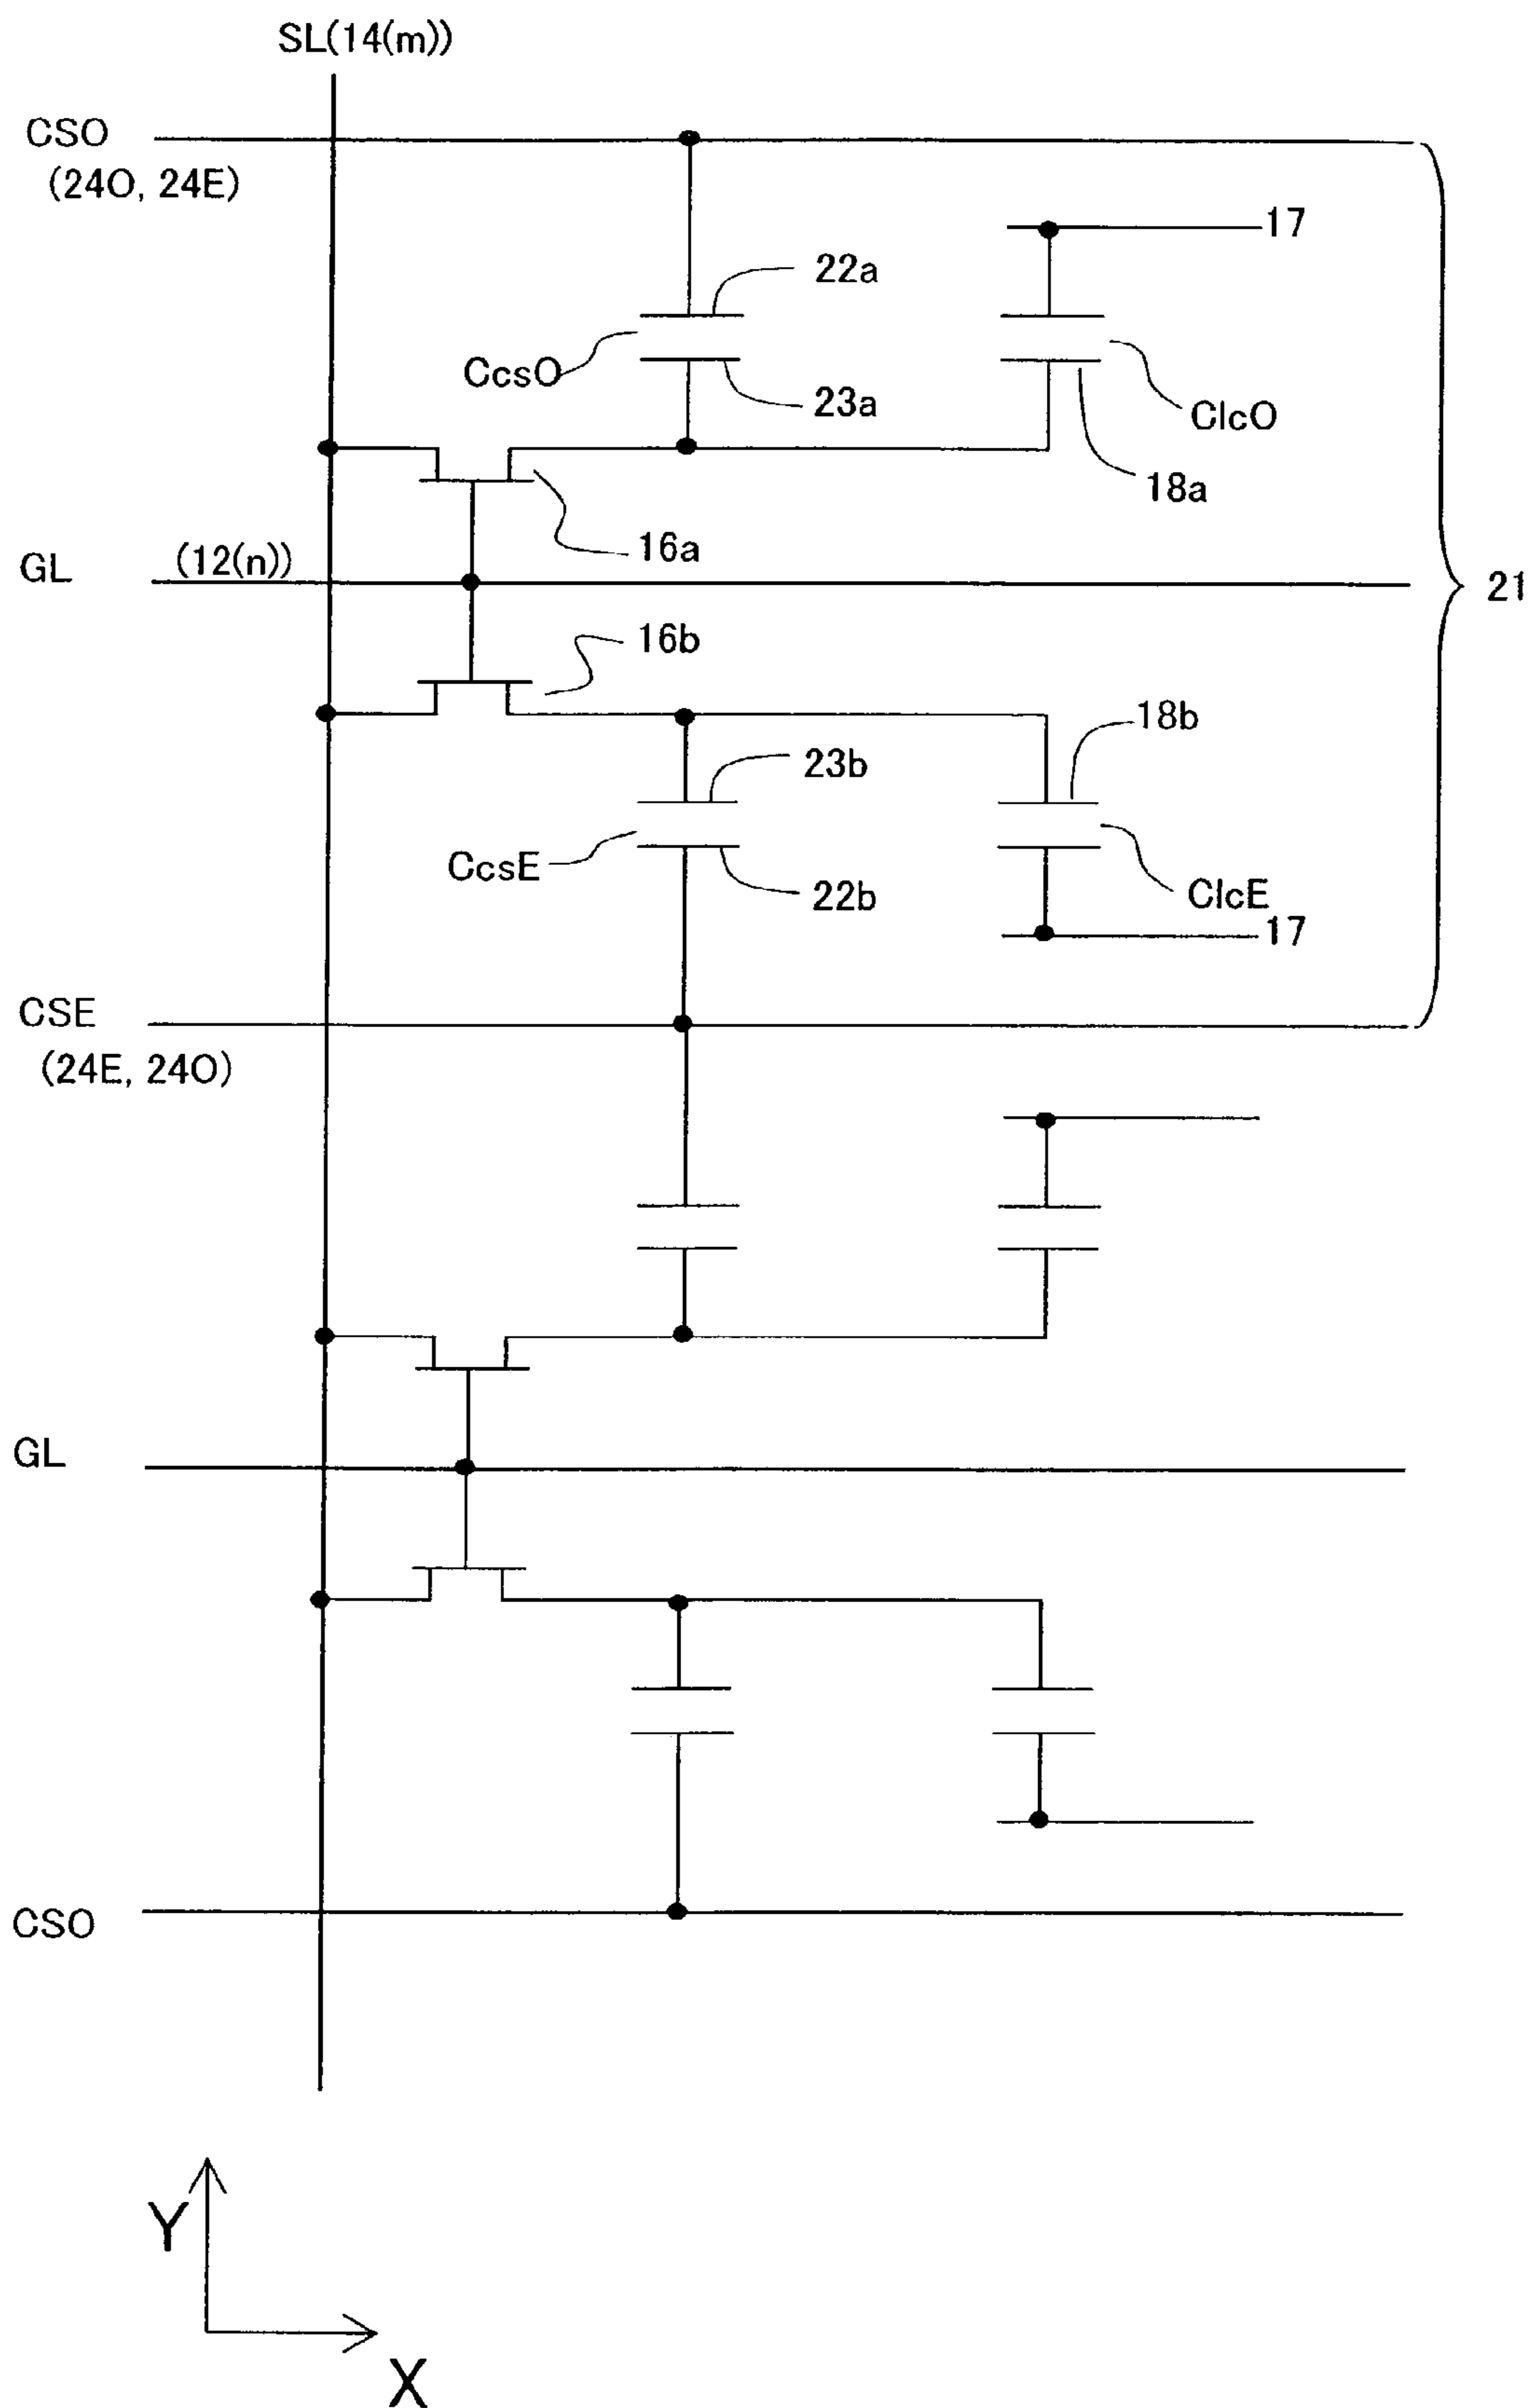 SL(14(m))
CSO
(24O, 24E)
17
22a
CcsO
23a
ClcO
18a
16a
GL
(12(n))
21
16b
18b
23b
CcsE
22b
ClcE
17
CSE
(24E, 24O)
GL
CSO
Y
X